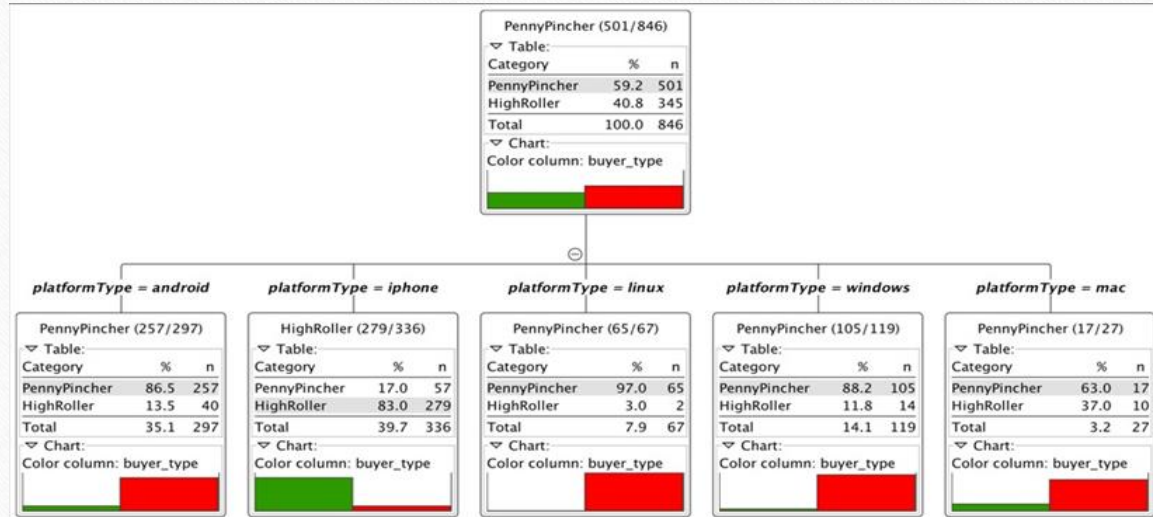 PennyPincher (501/846)
Table:
Category % n
PennyPincher 59.2 501
HighRoller 40.8 345
Total 100.0 846
Chart:
Color column: buyer_type
platformType = android
PennyPincher (257/297)
Table:
Category % n
PennyPincher 86.5 257
HighRoller 13.5 40
Total 35.1 297
Chart:
Color column: buyer_type
platformType = iphone
HighRoller (279/336)
Table:
Category % n
PennyPincher 17.0 57
HighRoller 83.0 279
Total 39.7 336
Chart:
Color column: buyer_type
platformType = linux
PennyPincher (65/67)
Table:
Category % n
PennyPincher 97.0 65
HighRoller 3.0 2
Total 7.9 67
Chart:
Color column: buyer_type
platformType = windows
PennyPincher (105/119)
Table:
Category % n
PennyPincher 88.2 105
HighRoller 11.8 14
Total 14.1 119
Chart:
Color column: buyer_type
platformType = mac
PennyPincher (17/27)
Table:
Category % n
PennyPincher 63.0 17
HighRoller 37.0 10
Total 3.2 27
Chart:
Color column: buyer_type